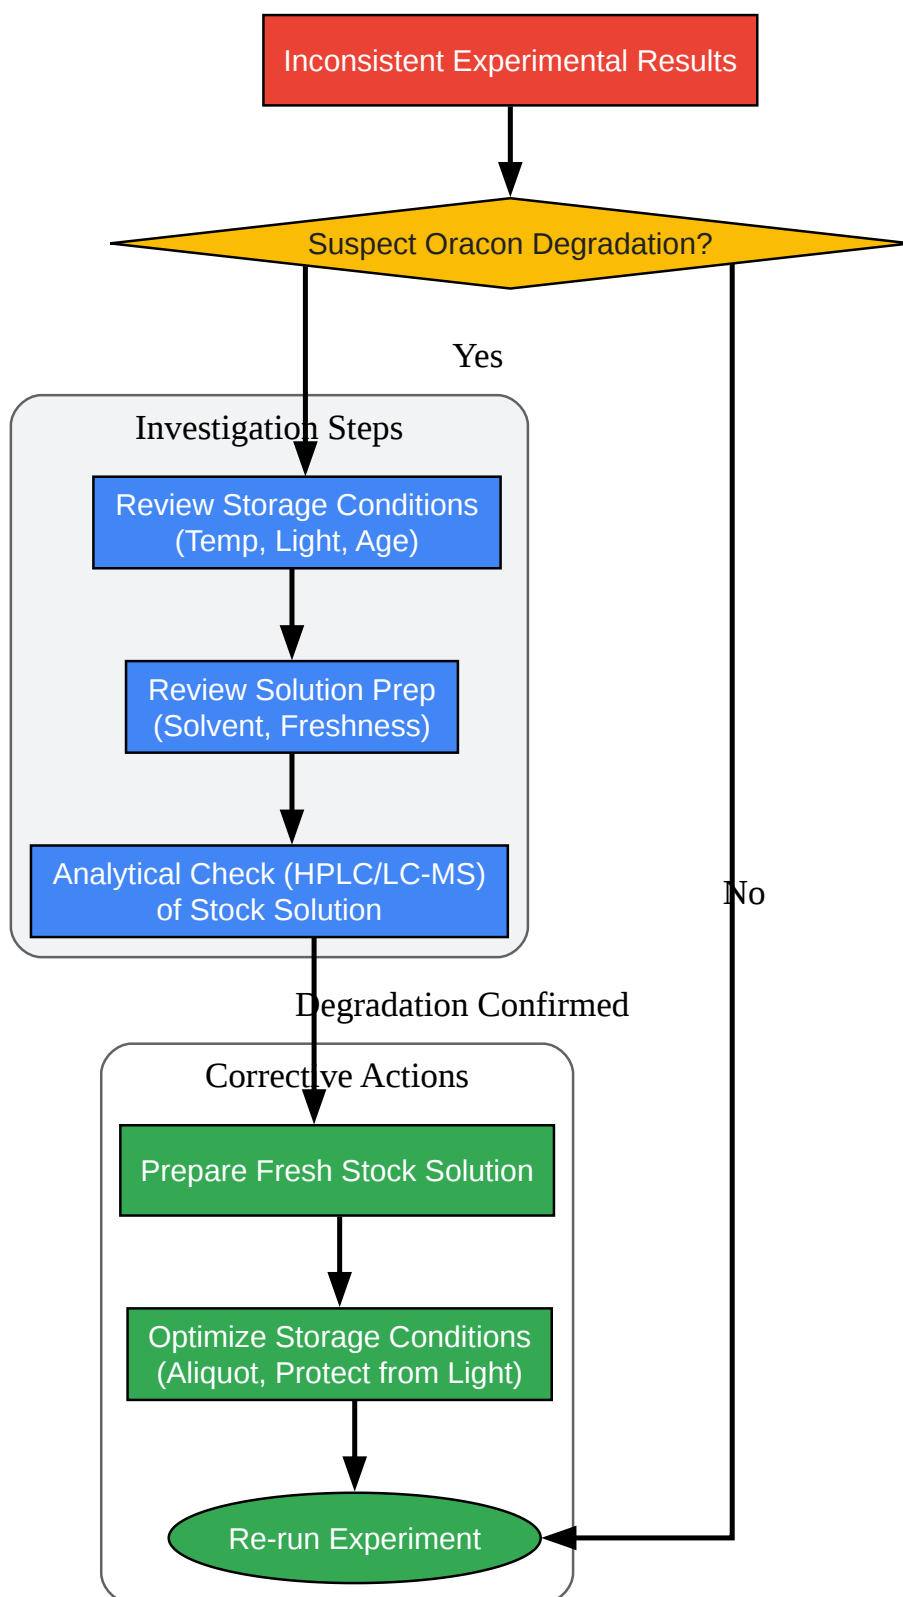 Inconsistent Experimental Results
Suspect Oracon Degradation?
Yes
Investigation Steps
Review Storage Conditions
(Temp, Light, Age)
Review Solution Prep
(Solvent, Freshness)
Analytical Check (HPLC/LC-MS)
of Stock Solution
No
Degradation Confirmed
Corrective Actions
Prepare Fresh Stock Solution
Optimize Storage Conditions
(Aliquot, Protect from Light)
Re-run Experiment